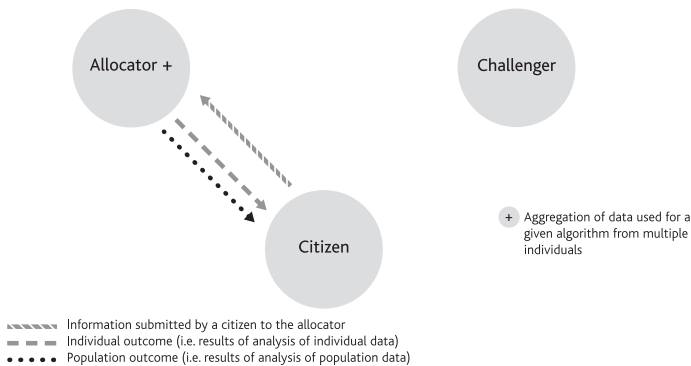 Allocator +
Challenger
Citizen
+ Aggregation of data used for a
given algorithm from multiple
individuals
Information submitted by a citizen to the allocator
Individual outcome (i.e. results of analysis of individual data)
Population outcome (i.e. results of analysis of population data)